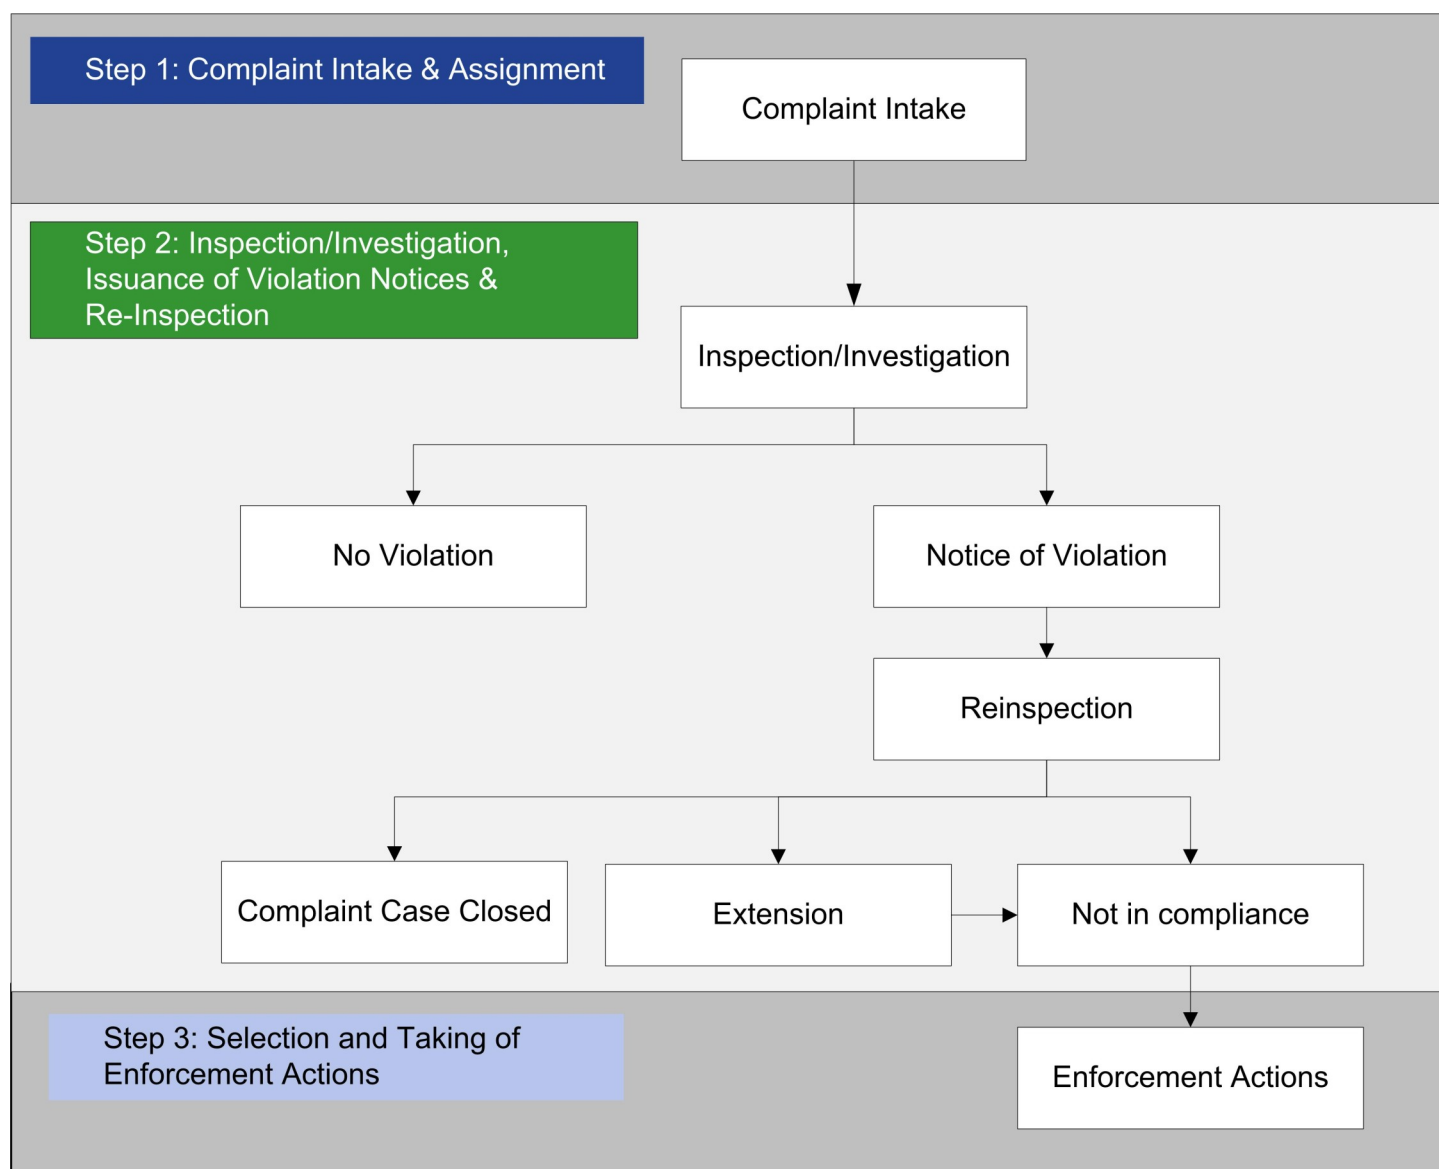 Step 1: Complaint Intake & Assignment
Complaint Intake
Step 2: Inspection/Investigation,
Issuance of Violation Notices &
Re-Inspection
Inspection/Investigation
No Violation
Notice of Violation
Reinspection
Complaint Case Closed
Extension
Not in compliance
Step 3: Selection and Taking of
Enforcement Actions
Enforcement Actions